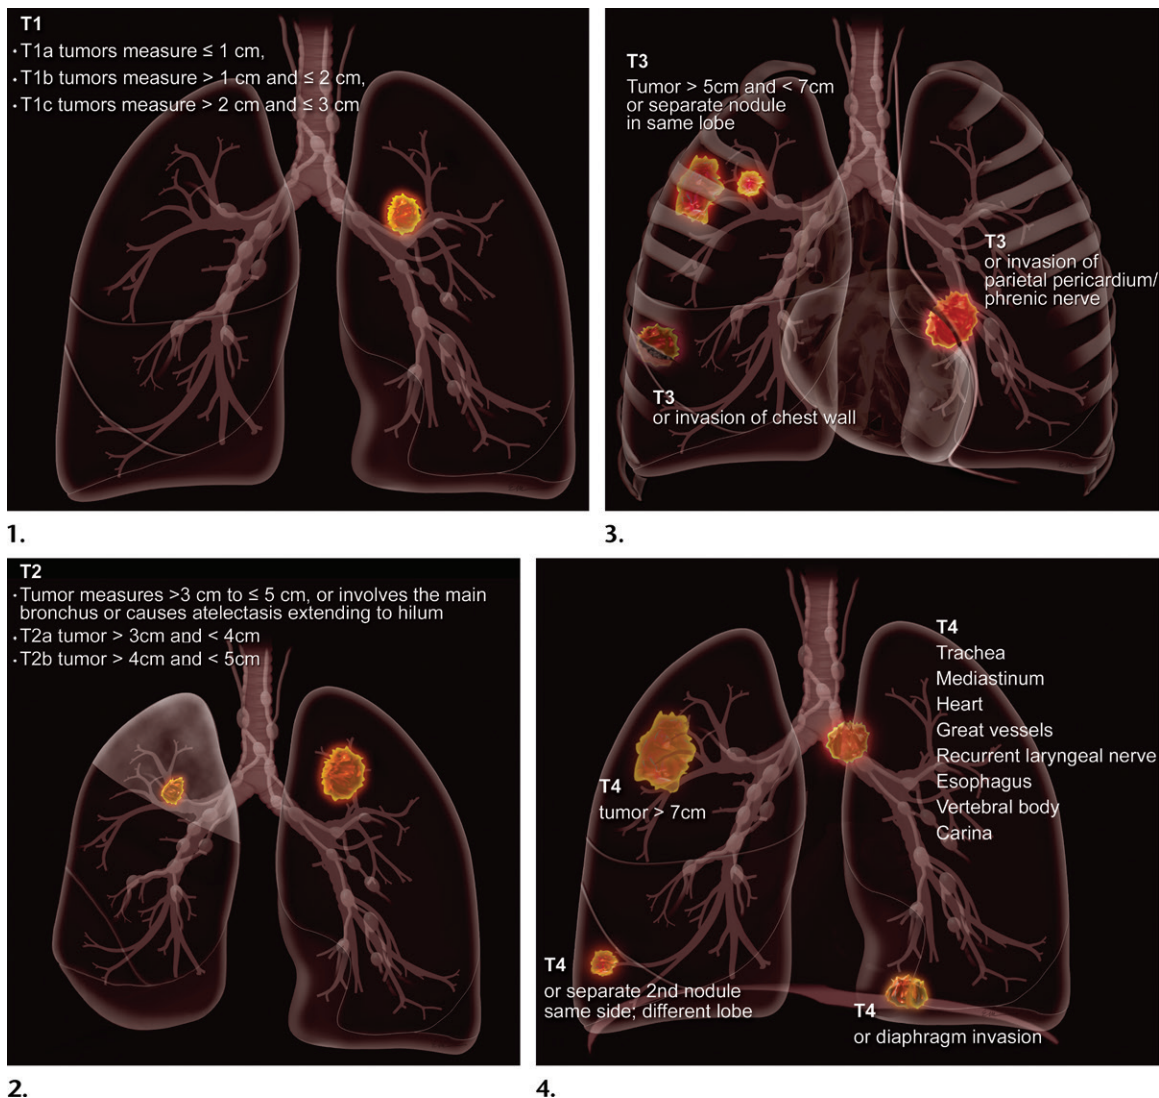 T1
· T1a tumors measure ≤ 1 cm,
· T1b tumors measure > 1 cm and ≤ 2 cm,
· T1c tumors measure > 2 cm and ≤ 3 cm
1.
T3
Tumor > 5cm and < 7cm
or separate nodule
in same lobe
T3
or invasion of
parietal pericardium/
phrenic nerve
T3
or invasion of chest wall
3.
T2
· Tumor measures >3 cm to ≤ 5 cm, or involves the main
bronchus or causes atelectasis extending to hilum
· T2a tumor > 3cm and < 4cm
· T2b tumor > 4cm and < 5cm
2.
T4
Trachea
Mediastinum
Heart
Great vessels
Recurrent laryngeal nerve
Esophagus
Vertebral body
Carina
T4
tumor > 7cm
T4
or separate 2nd nodule
same side; different lobe
T4
or diaphragm invasion
4.